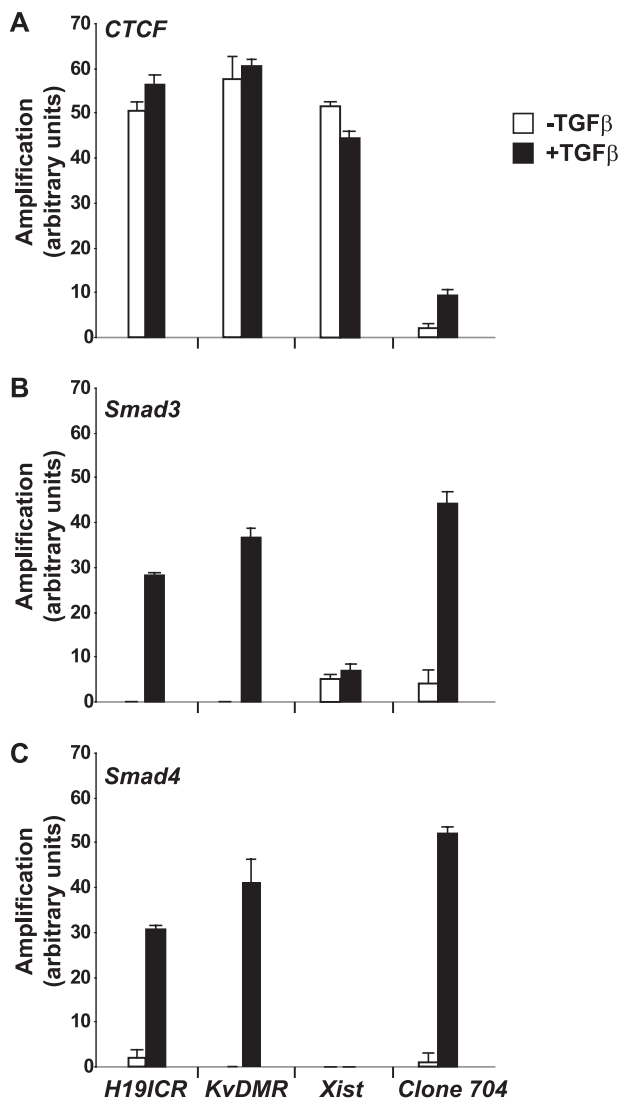 A
CTCF
70
60
50
40
30
20
10
0
Amplification
(arbitrary units)
-TGFβ
+TGFβ
B
Smad3
70
60
50
40
30
20
10
0
Amplification
(arbitrary units)
C
Smad4
70
60
50
40
30
20
10
0
Amplification
(arbitrary units)
H19ICR KvDMR Xist Clone 704